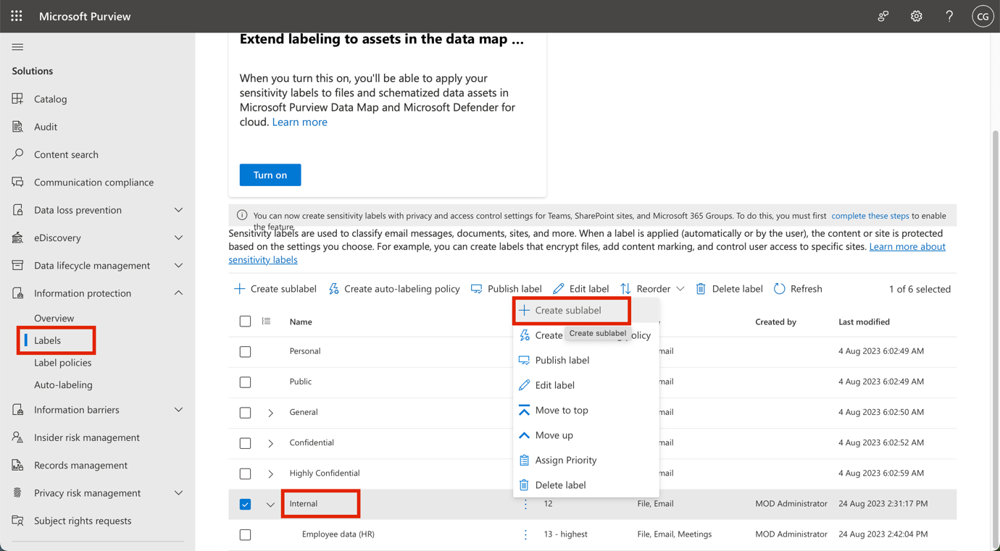 Microsoft Purview
CG
Solutions
Catalog
Audit
Content search
Communication compliance
Data loss prevention
eDiscovery
Data lifecycle management
Information protection
Overview
Labels
Label policies
Auto-labeling
Information barriers
Insider risk management
Records management
Privacy risk management
Subject rights requests
Extend labeling to assets in the data map ...
When you turn this on, you'll be able to apply your
sensitivity labels to files and schematized data assets in
Microsoft Purview Data Map and Microsoft Defender for
cloud. Learn more
Turn on
You can now create sensitivity labels with privacy and access control settings for Teams, SharePoint sites, and Microsoft 365 Groups. To do this, you must first complete these steps to enable
the feature.
Sensitivity labels are used to classify email messages, documents, sites, and more. When a label is applied (automatically or by the user), the content or site is protected
based on the settings you choose. For example, you can create labels that encrypt files, add content marking, and control user access to specific sites. Learn more about
sensitivity labels
Create sublabel Create auto-labeling policy Publish label Edit label Reorder Delete label Refresh 1 of 6 selected
Name Created by Last modified
Personal mail 4 Aug 2023 6:02:49 AM
Public mail 4 Aug 2023 6:02:49 AM
General mail 4 Aug 2023 6:02:50 AM
Confidential mail 4 Aug 2023 6:02:52 AM
Highly Confidential mail 4 Aug 2023 6:02:59 AM
Internal 12 File, Email MOD Administrator 24 Aug 2023 2:31:17 PM
Employee data (HR) 13 - highest File, Email, Meetings MOD Administrator 24 Aug 2023 2:42:04 PM
Create sublabel
Create olicy
Create sublabel
Publish label
Edit label
Move to top
Move up
Assign Priority
Delete label